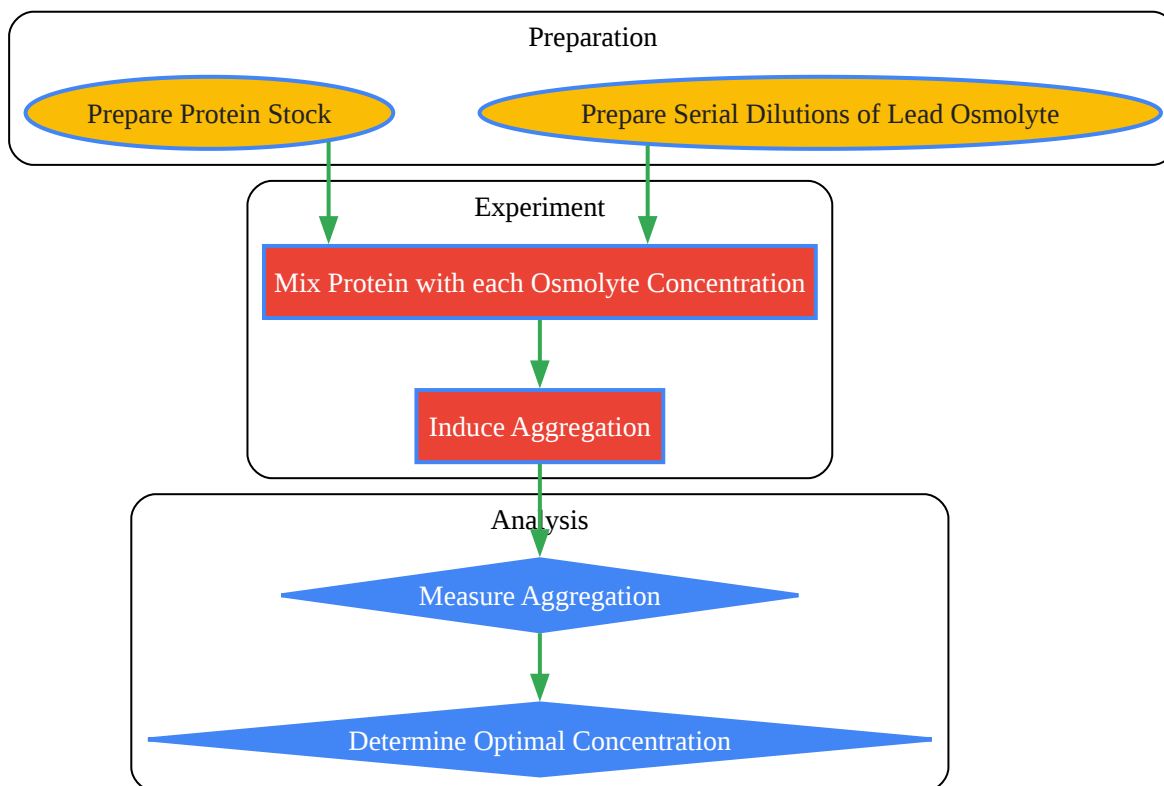 Preparation
Prepare Protein Stock
Prepare Serial Dilutions of Lead Osmolyte
Experiment
Mix Protein with each Osmolyte Concentration
Induce Aggregation
Analysis
Measure Aggregation
Determine Optimal Concentration